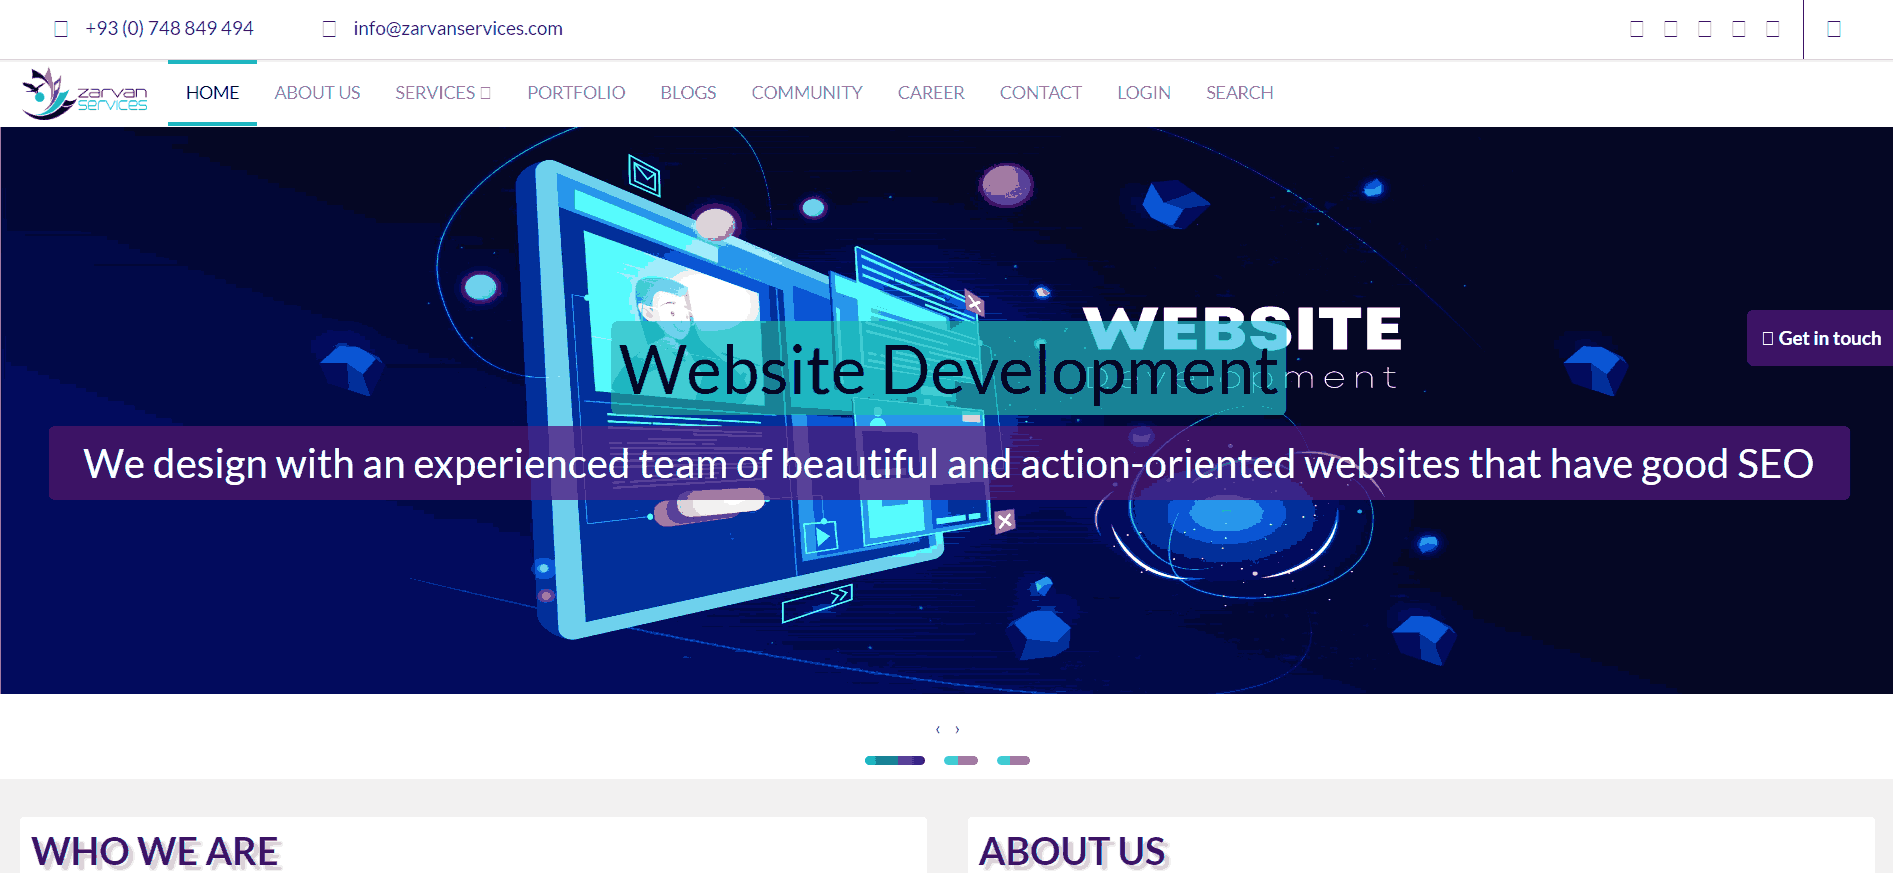 +93 (0) 748 849 494
info@zarvanservices.com
zarvan
services
HOME
ABOUT US
SERVICES
PORTFOLIO
BLOGS
COMMUNITY
CAREER
CONTACT
LOGIN
SEARCH
WEBSITE
Development
Website Development
Get in touch
We design with an experienced team of beautiful and action-oriented websites that have good SEO
‹ ›
WHO WE ARE
ABOUT US